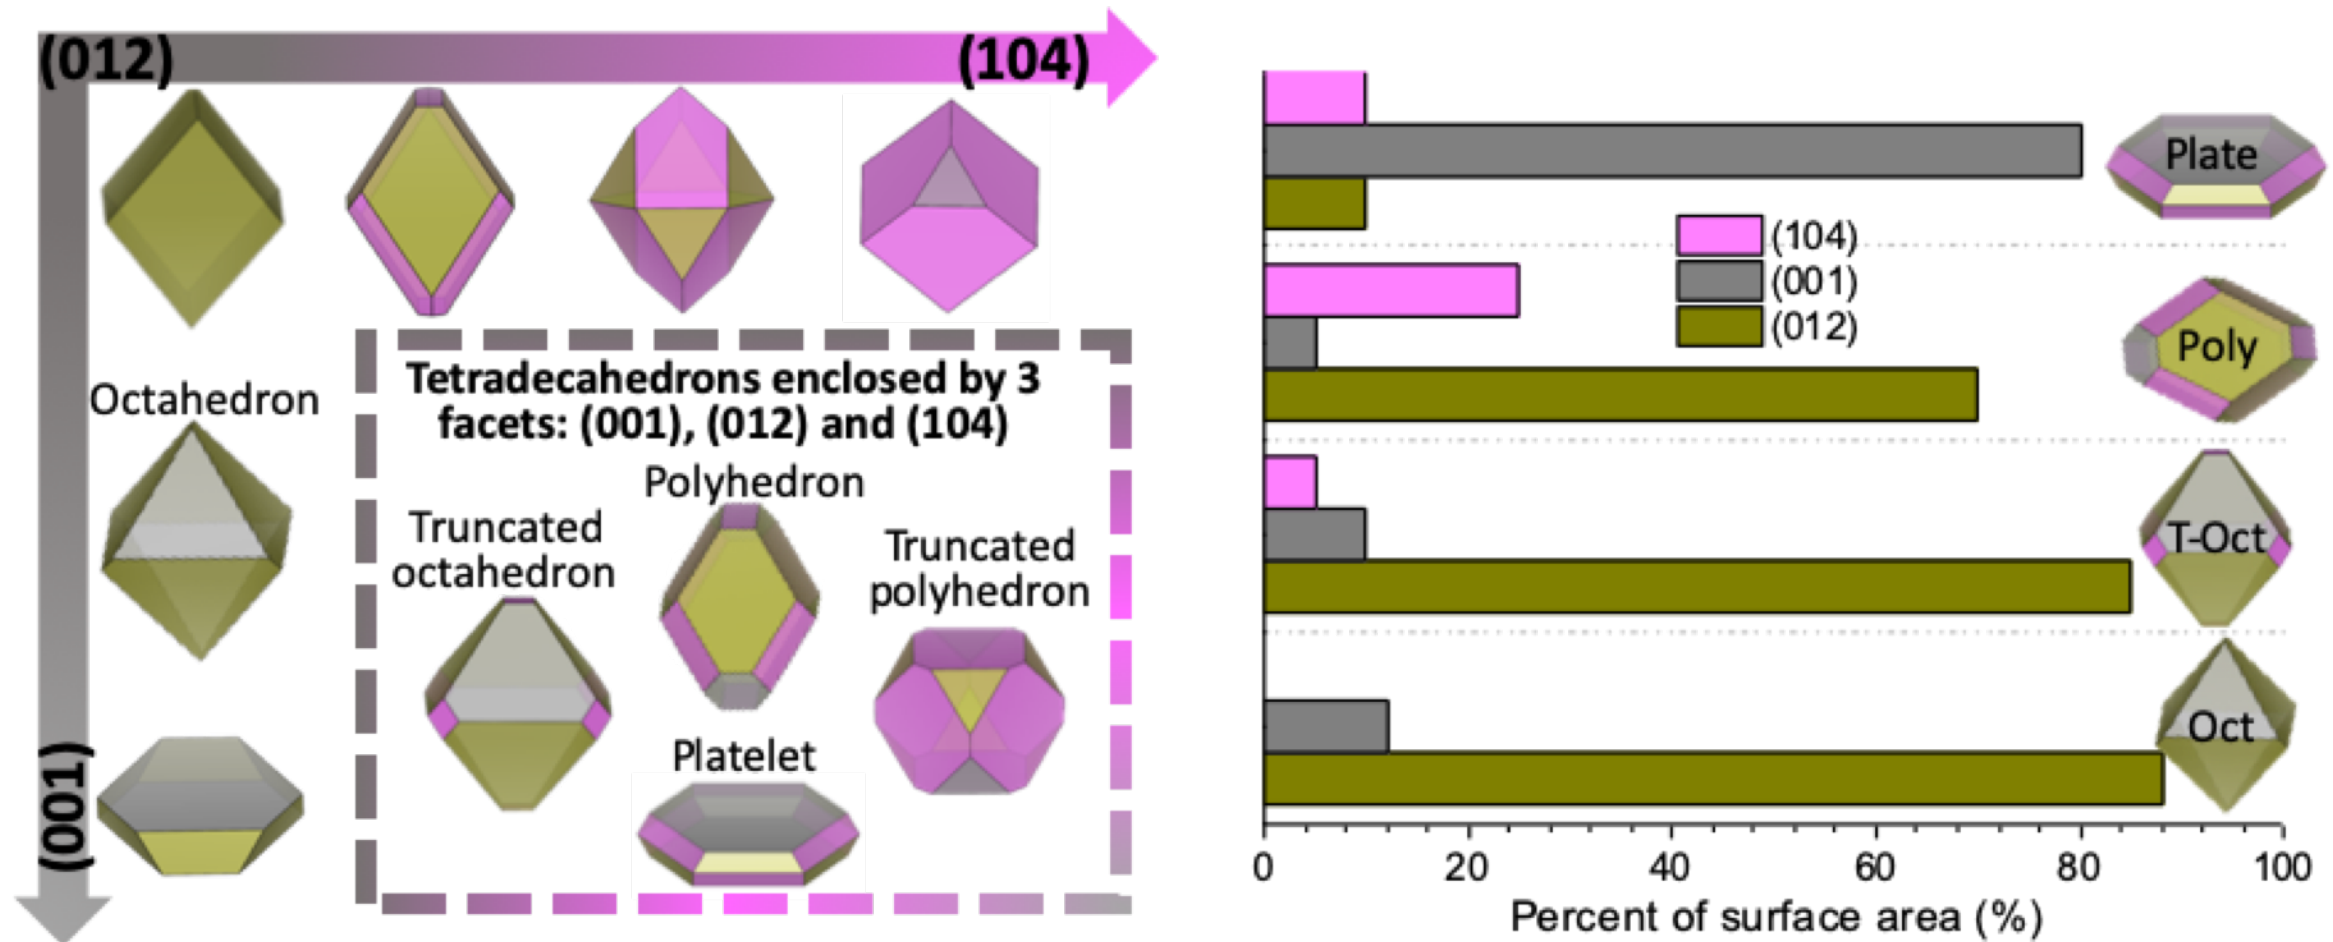 (012)
(104)
Octahedron
(001)
Tetradecahedrons enclosed by 3
facets: (001), (012) and (104)
Polyhedron
Truncated
octahedron
Truncated
polyhedron
Platelet
Plate
(104)
(001)
(012)
Poly
T-Oct
Oct
0 20 40 60 80 100
Percent of surface area (%)